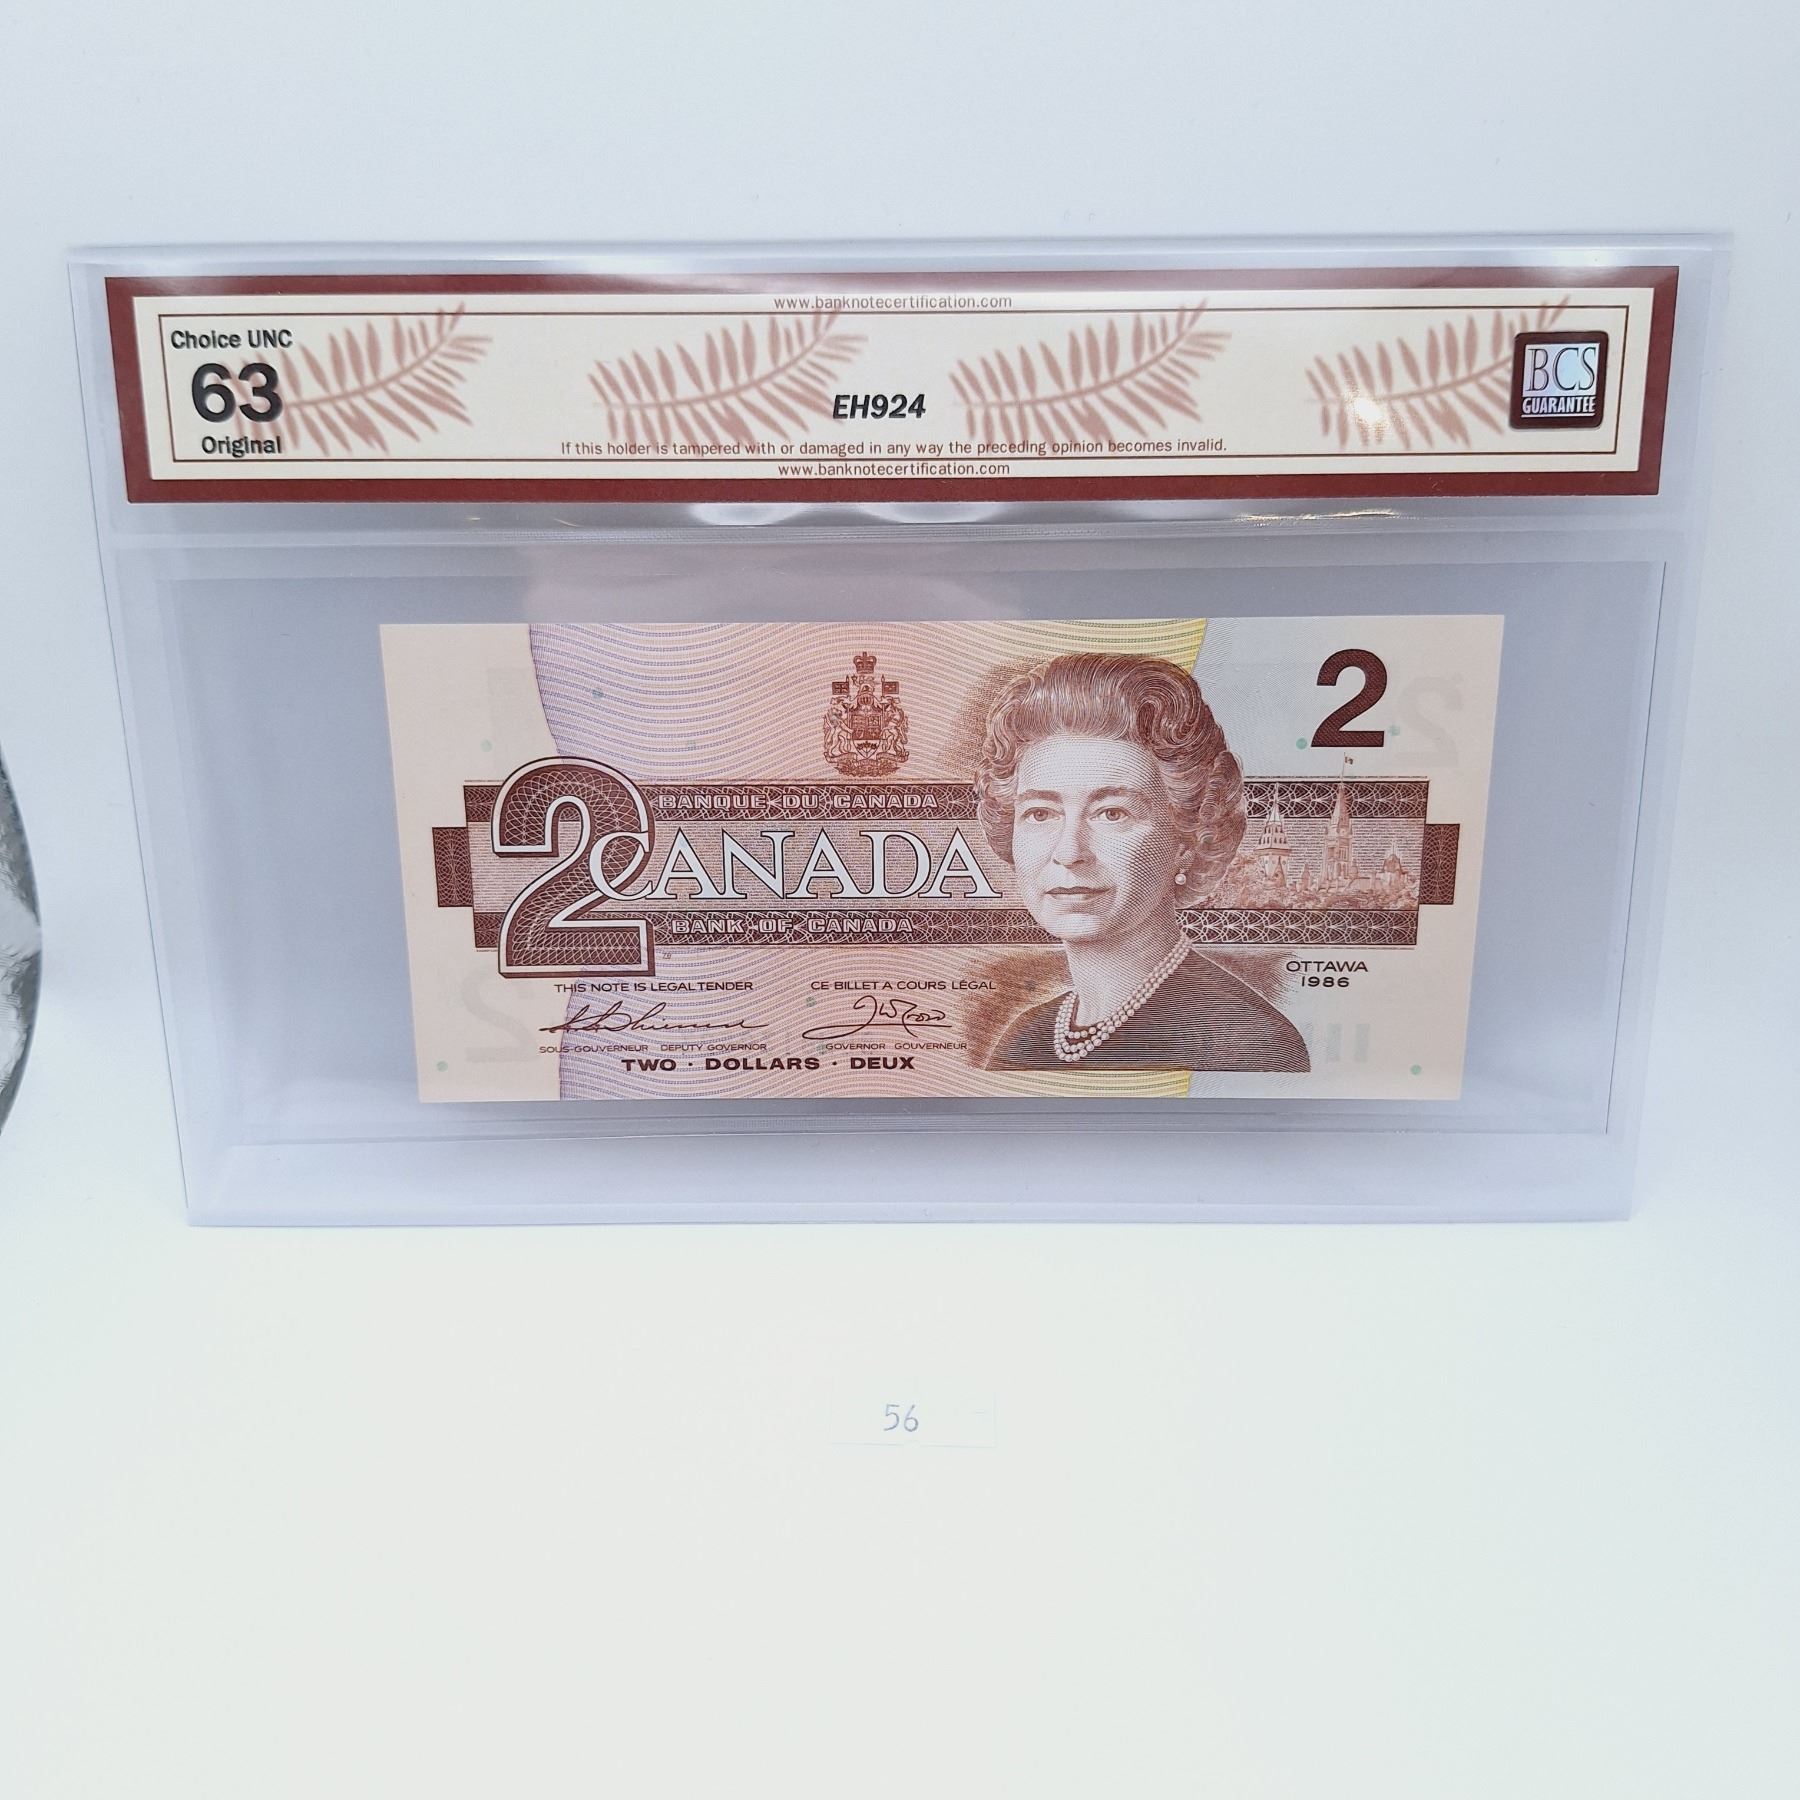 www.banknotecertification.com
Choice UNC
63
Original
EH924
BCS
GUARANTEE
If this holder is tampered with or damaged in any way the preceding opinion becomes invalid.
www.banknotecertification.com
2
2
BANQUE DU CANADA
CANADA
BANK OF CANADA
OTTAWA
1986
THIS NOTE IS LEGAL TENDER CE BILLET A COURS LÉGAL
SOUS-GOUVERNEUR DEPUTY GOVERNOR GOVERNOR GOUVERNEUR
TWO · DOLLARS · DEUX
56